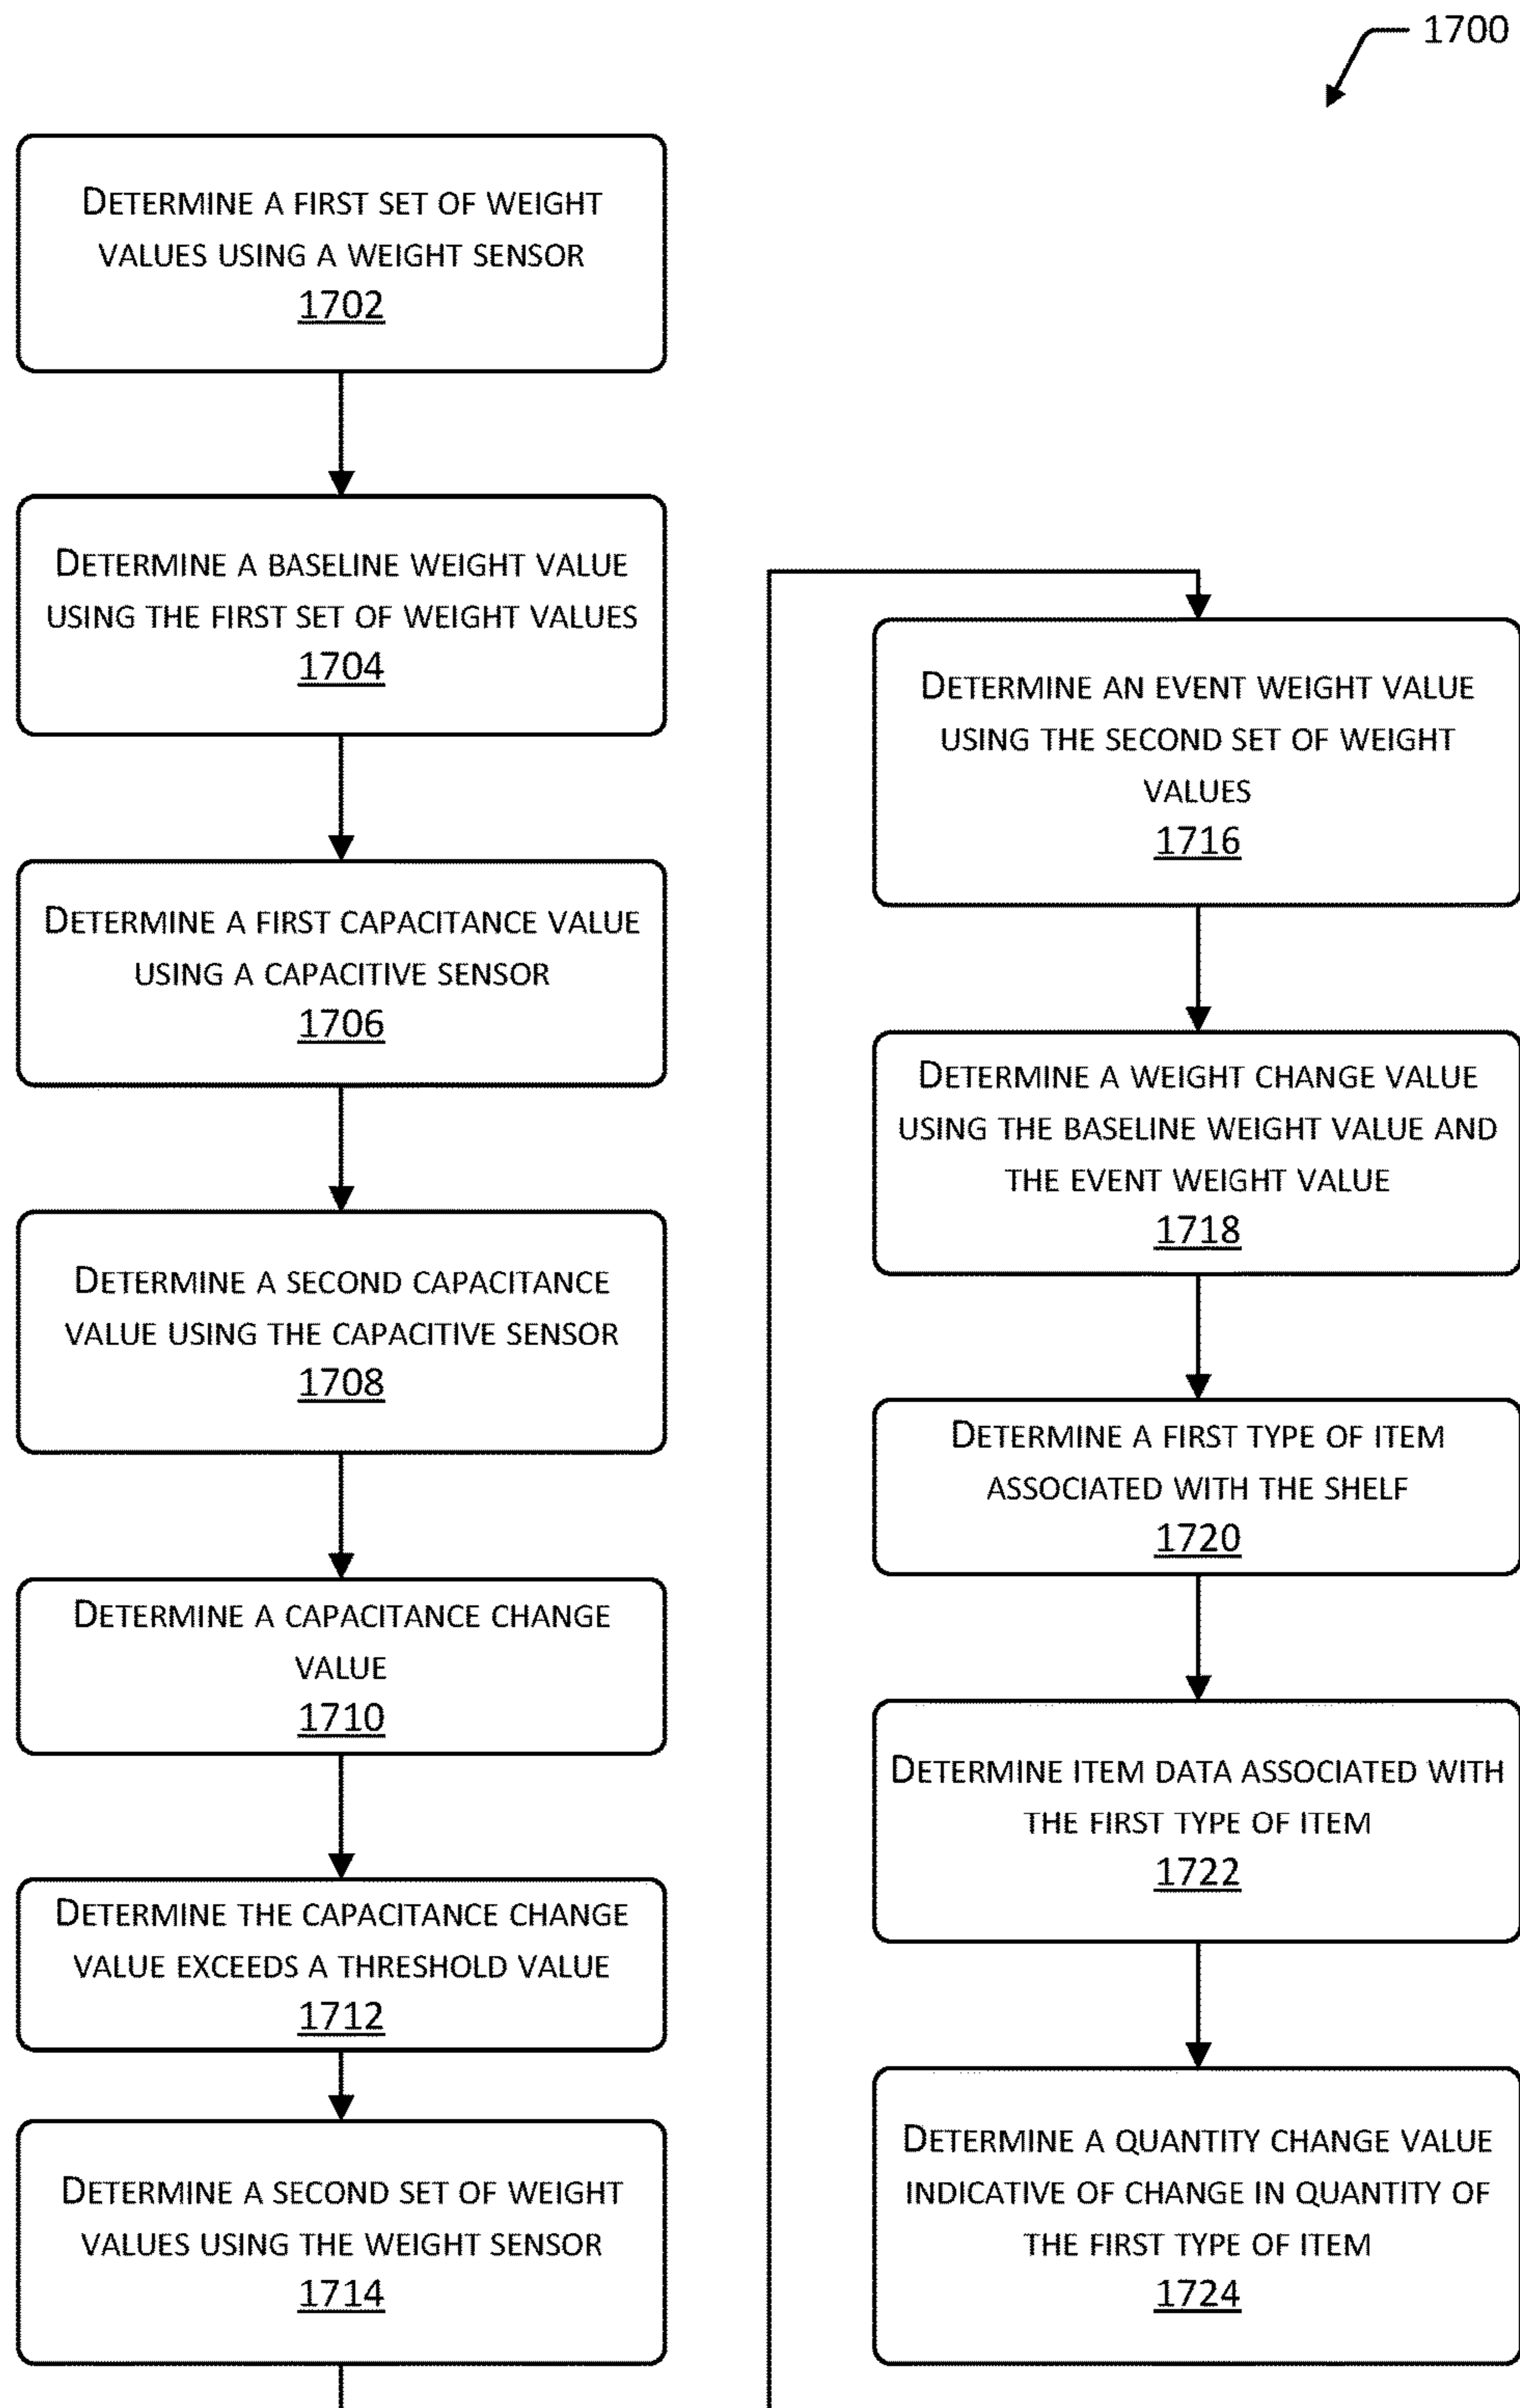 1700
DETERMINE A FIRST SET OF WEIGHT
VALUES USING A WEIGHT SENSOR
1702
DETERMINE A BASELINE WEIGHT VALUE
USING THE FIRST SET OF WEIGHT VALUES
1704
DETERMINE A FIRST CAPACITANCE VALUE
USING A CAPACITIVE SENSOR
1706
DETERMINE A SECOND CAPACITANCE
VALUE USING THE CAPACITIVE SENSOR
1708
DETERMINE A CAPACITANCE CHANGE
VALUE
1710
DETERMINE THE CAPACITANCE CHANGE
VALUE EXCEEDS A THRESHOLD VALUE
1712
DETERMINE A SECOND SET OF WEIGHT
VALUES USING THE WEIGHT SENSOR
1714
DETERMINE AN EVENT WEIGHT VALUE
USING THE SECOND SET OF WEIGHT
VALUES
1716
DETERMINE A WEIGHT CHANGE VALUE
USING THE BASELINE WEIGHT VALUE AND
THE EVENT WEIGHT VALUE
1718
DETERMINE A FIRST TYPE OF ITEM
ASSOCIATED WITH THE SHELF
1720
DETERMINE ITEM DATA ASSOCIATED WITH
THE FIRST TYPE OF ITEM
1722
DETERMINE A QUANTITY CHANGE VALUE
INDICATIVE OF CHANGE IN QUANTITY OF
THE FIRST TYPE OF ITEM
1724